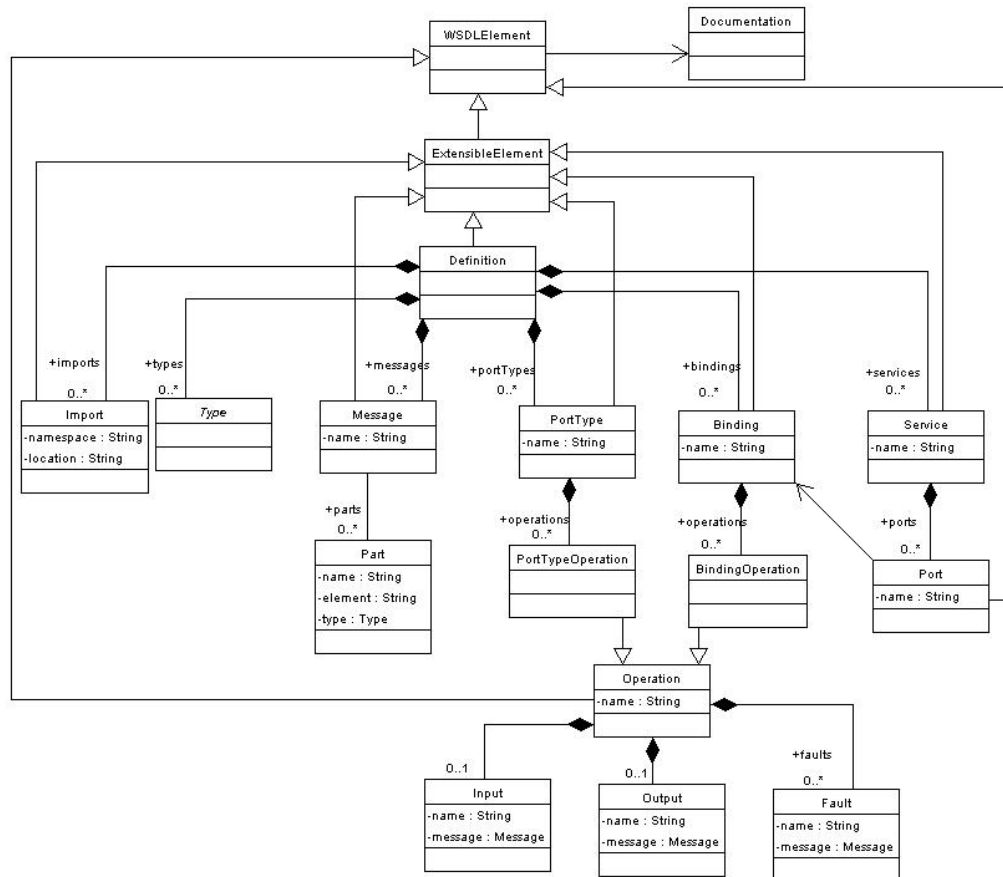 WSDLElement
Documentation
ExtensibleElement
Definition
+imports
0..*
+types
0..*
+messages
0..*
+portTypes
0..*
+bindings
0..*
+services
0..*
Import
-namespace : String
-location : String
Type
Message
-name : String
PortType
-name : String
Binding
-name : String
Service
-name : String
+parts
0..*
+operations
0..*
+operations
0..*
+ports
0..*
Part
-name : String
-element : String
-type : Type
PortTypeOperation
BindingOperation
Port
-name : String
Operation
-name : String
0..1
0..1
+faults
0..*
Input
-name : String
-message : Message
Output
-name : String
-message : Message
Fault
-name : String
-message : Message